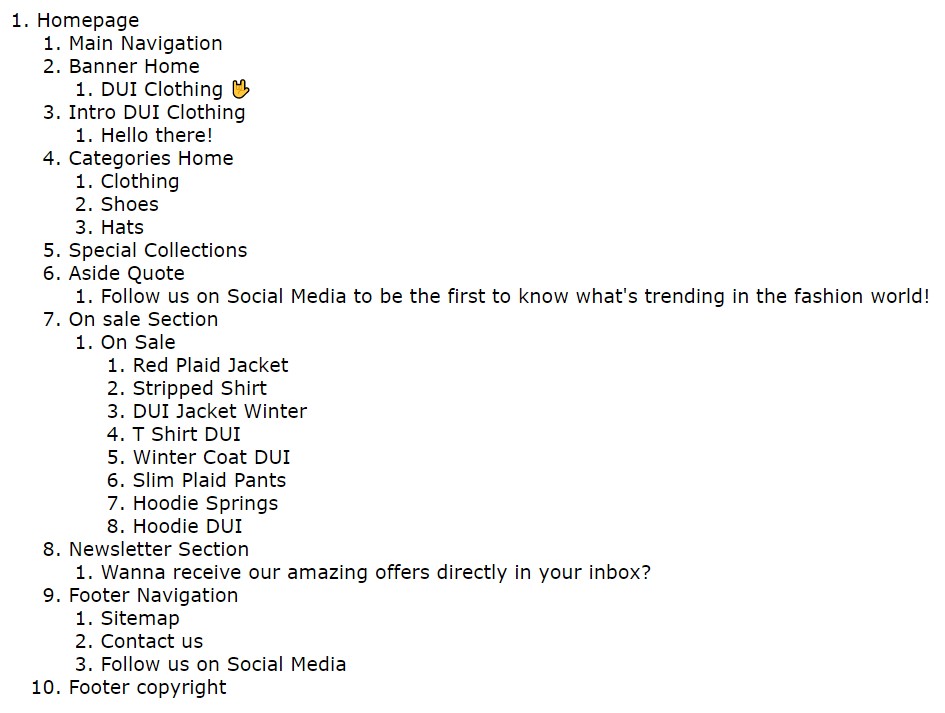 1. Homepage
1. Main Navigation
2. Banner Home
1. DUI Clothing 🤟
3. Intro DUI Clothing
1. Hello there!
4. Categories Home
1. Clothing
2. Shoes
3. Hats
5. Special Collections
6. Aside Quote
1. Follow us on Social Media to be the first to know what's trending in the fashion world!
7. On sale Section
1. On Sale
1. Red Plaid Jacket
2. Stripped Shirt
3. DUI Jacket Winter
4. T Shirt DUI
5. Winter Coat DUI
6. Slim Plaid Pants
7. Hoodie Springs
8. Hoodie DUI
8. Newsletter Section
1. Wanna receive our amazing offers directly in your inbox?
9. Footer Navigation
1. Sitemap
2. Contact us
3. Follow us on Social Media
10. Footer copyright